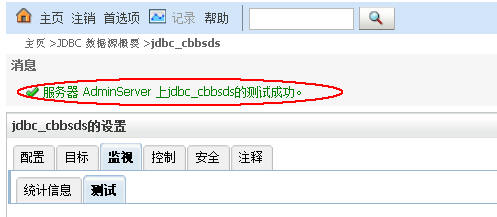 主页 注销 首选项 记录 帮助
主页 >JDBC 数据源概要 >jdbc_cbbsds
消息
服务器 AdminServer 上jdbc_cbbsds的测试成功。
jdbc_cbbsds的设置
配置 目标 监视 控制 安全 注释
统计信息 测试